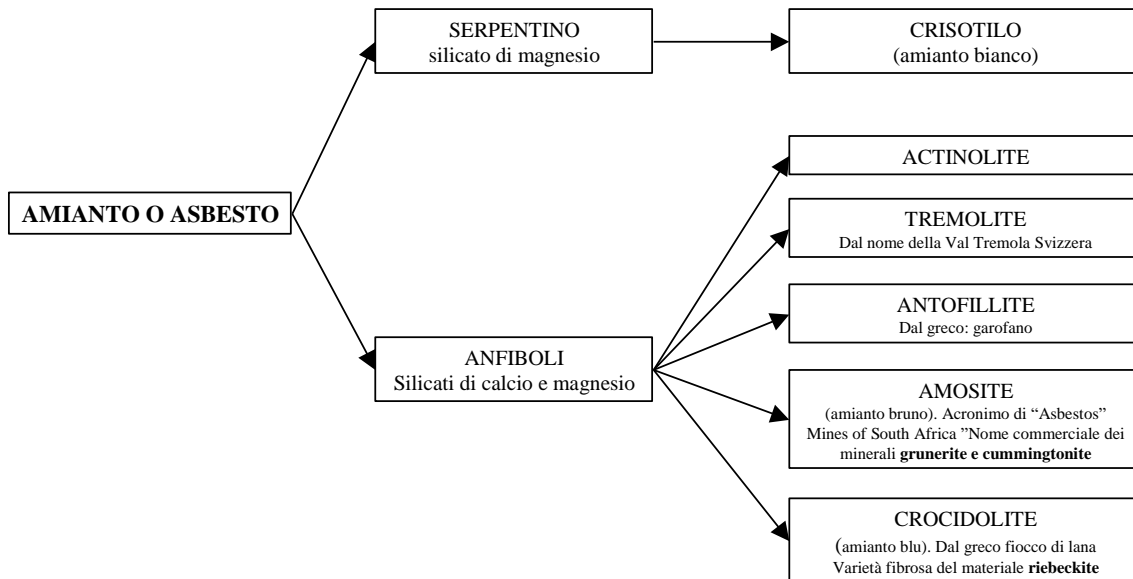 SERPENTINO
silicato di magnesio
CRISOTILO
(amianto bianco)
ACTINOLITE
AMIANTO O ASBESTO
TREMOLITE
Dal nome della Val Tremola Svizzera
ANTOFILLITE
Dal greco: garofano
ANFIBOLI
Silicati di calcio e magnesio
AMOSITE
(amianto bruno). Acronimo di “Asbestos”
Mines of South Africa ”Nome commerciale dei
minerali grunerite e cummingtonite
CROCIDOLITE
(amianto blu). Dal greco fiocco di lana
Varietà fibrosa del materiale riebeckite